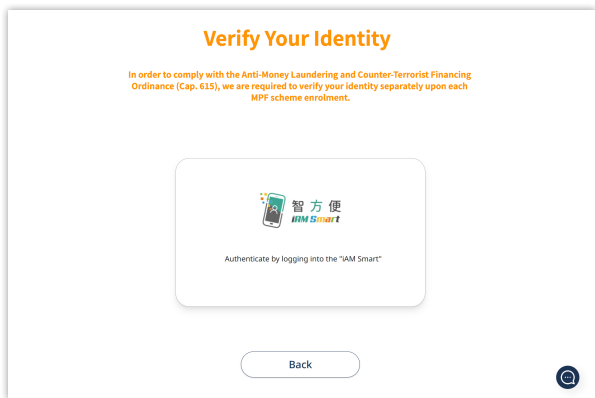 Verify Your Identity
In order to comply with the Anti-Money Laundering and Counter-Terrorist Financing
Ordinance (Cap. 615), we are required to verify your identity separately upon each
MPF scheme enrolment.
智方便
iAM Smart
Authenticate by logging into the "iAM Smart"
Back